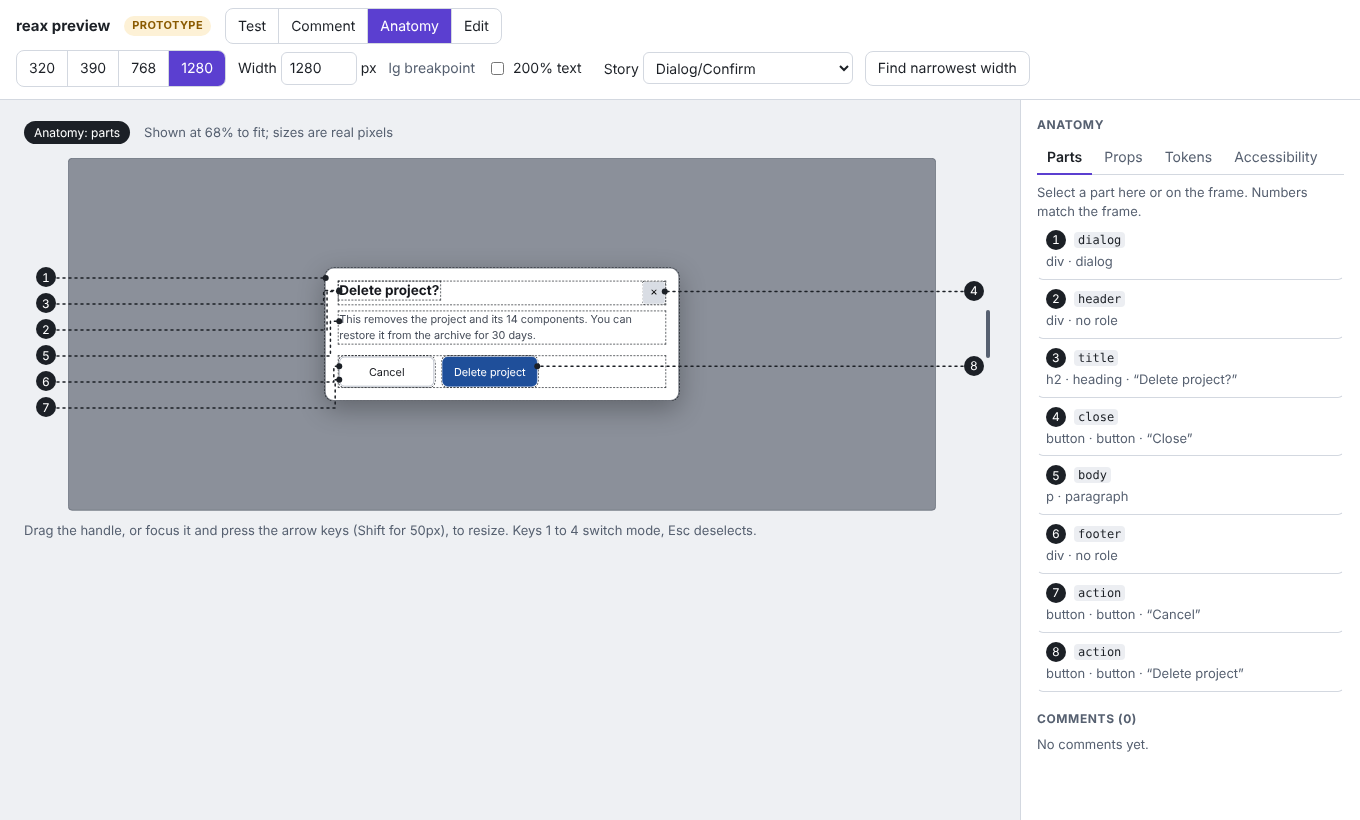 reax preview PROTOTYPE Test Comment Anatomy Edit
320 390 768 1280 Width 1280 px lg breakpoint 200% text Story Dialog/Confirm Find narrowest width
Anatomy: parts Shown at 68% to fit; sizes are real pixels
1
3
2
5
6
7
Delete project? ×
This removes the project and its 14 components. You can
restore it from the archive for 30 days.
Cancel Delete project
4
8
Drag the handle, or focus it and press the arrow keys (Shift for 50px), to resize. Keys 1 to 4 switch mode, Esc deselects.
ANATOMY
Parts Props Tokens Accessibility
Select a part here or on the frame. Numbers
match the frame.
1 dialog
div · dialog
2 header
div · no role
3 title
h2 · heading · “Delete project?”
4 close
button · button · “Close”
5 body
p · paragraph
6 footer
div · no role
7 action
button · button · “Cancel”
8 action
button · button · “Delete project”
COMMENTS (0)
No comments yet.